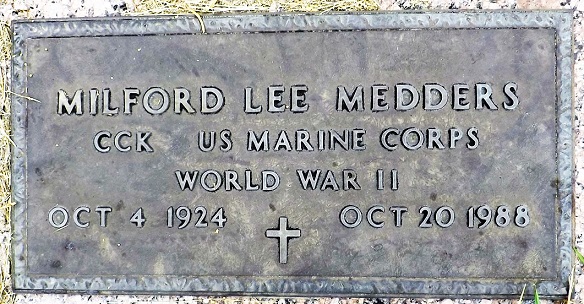 MILFORD LEE MEDDERS
CCK US MARINE CORPS
WORLD WAR II
OCT 4 1924 OCT 20 1988